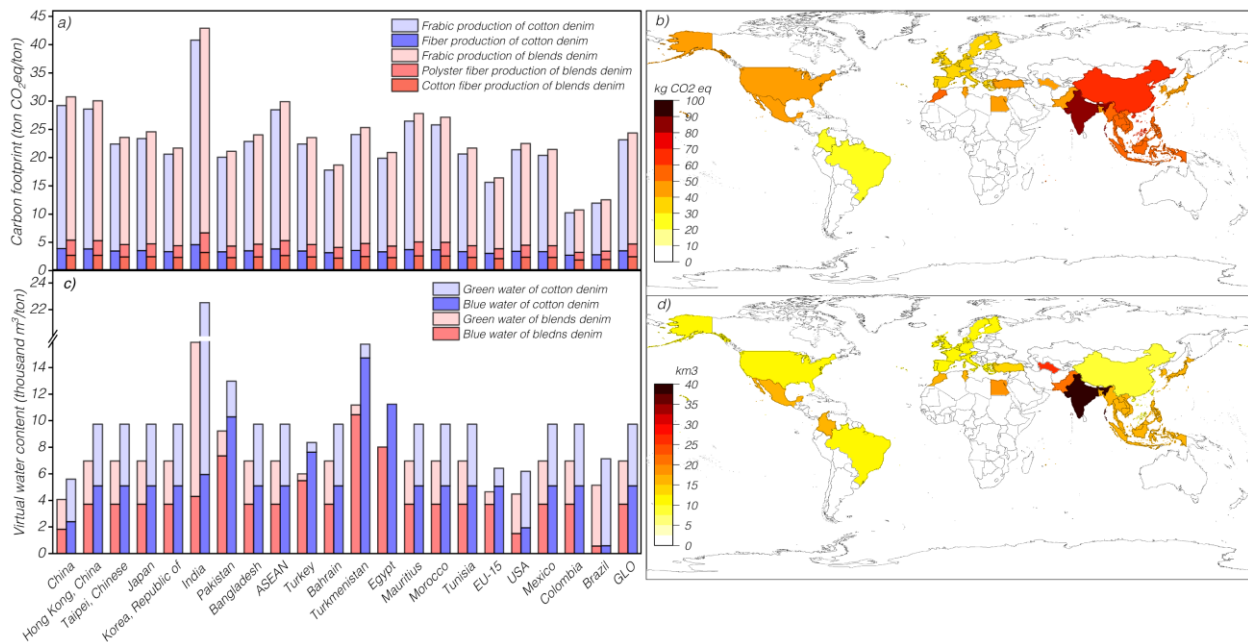 a)
Carbon footprint (ton CO2eq/ton)
45
40
35
30
25
20
15
10
5
0
Frabic production of cotton denim
Fiber production of cotton denim
Frabic production of blends denim
Polyster fiber production of blends denim
Cotton fiber production of blends denim
b)
kg CO2 eq
100
90
80
70
60
50
40
30
20
10
0
c)
Virtual water content (thousand m³/ton)
24
22
14
12
10
8
6
4
2
0
Green water of cotton denim
Blue water of cotton denim
Green water of blends denim
Blue water of bledns denim
China
Hong Kong, China
Taipei, Chinese
Japan
Korea, Republic of
India
Pakistan
Bangladesh
ASEAN
Turkey
Bahrain
Turkmenistan
Egypt
Mauritius
Morocco
Tunisia
EU-15
USA
Mexico
Colombia
Brazil
GLO
d)
km3
40
35
30
25
20
15
10
5
0